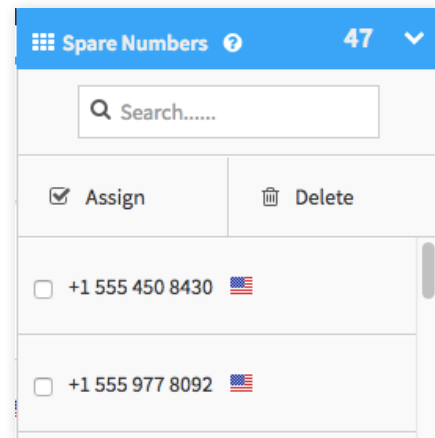 Spare Numbers ? 47
Search......
Assign Delete
+1 555 450 8430
+1 555 977 8092